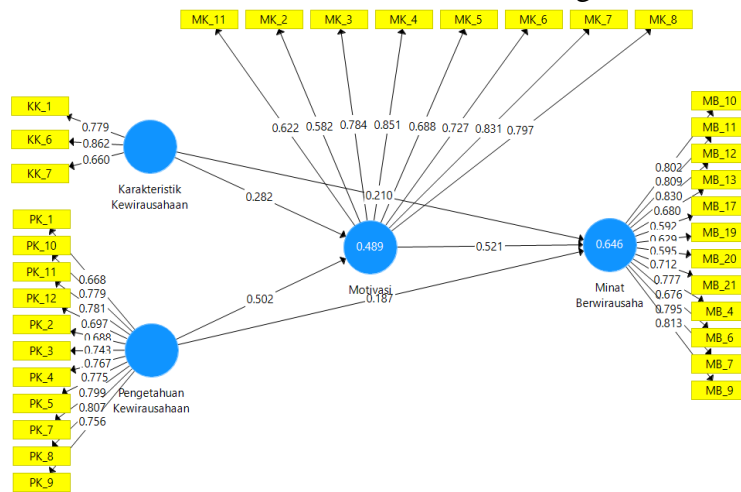 MK_11 MK_2 MK_3 MK_4 MK_5 MK_6 MK_7 MK_8
0.622 0.582 0.784 0.851 0.688 0.727 0.831 0.797
KK_1
KK_6
KK_7
0.779
0.862
0.660
Karakteristik
Kewirausahaan
0.282
0.210
PK_1
PK_10
PK_11
PK_12
PK_2
PK_3
PK_4
PK_5
PK_7
PK_8
PK_9
0.668
0.779
0.781
0.697
0.688
0.743
0.767
0.775
0.799
0.807
0.756
Pengetahuan
Kewirausahaan
0.502
0.187
0.489
Motivasi
0.521
0.646
Minat
Berwirausaha
0.802
0.809
0.830
0.680
0.592
0.629
0.595
0.712
0.777
0.676
0.795
0.813
MB_10
MB_11
MB_12
MB_13
MB_17
MB_19
MB_20
MB_21
MB_4
MB_6
MB_7
MB_9